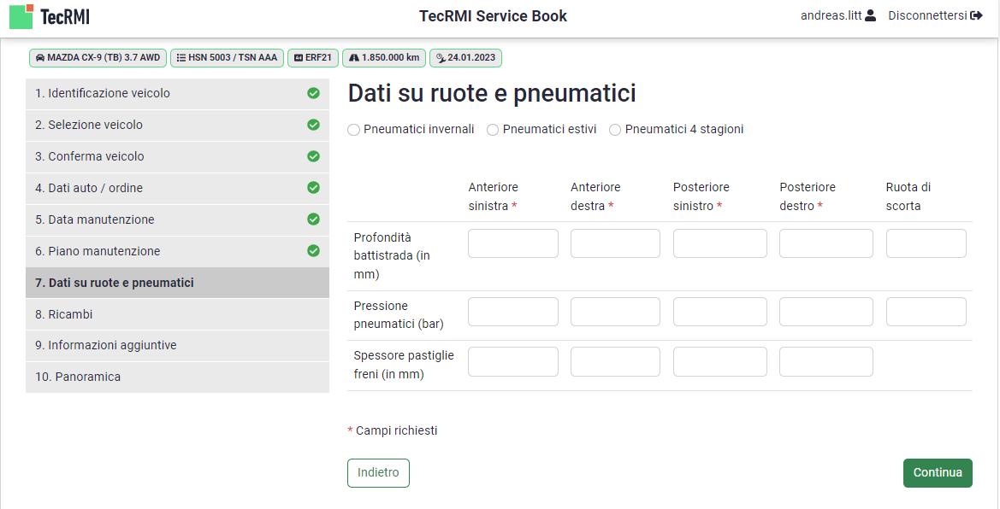 TecRMI
TecRMI Service Book
andreas.litt
Disconnettersi
MAZDA CX-9 (TB) 3.7 AWD
HSN 5003 / TSN AAA
ERF21
1.850.000 km
24.01.2023
1. Identificazione veicolo
2. Selezione veicolo
3. Conferma veicolo
4. Dati auto / ordine
5. Data manutenzione
6. Piano manutenzione
7. Dati su ruote e pneumatici
8. Ricambi
9. Informazioni aggiuntive
10. Panoramica
Dati su ruote e pneumatici
Pneumatici invernali
Pneumatici estivi
Pneumatici 4 stagioni
Anteriore
sinistra *
Anteriore
destra *
Posteriore
sinistro *
Posteriore
destro *
Ruota di
scorta
Profondità
battistrada (in
mm)
Pressione
pneumatici (bar)
Spessore pastiglie
freni (in mm)
* Campi richiesti
Indietro
Continua